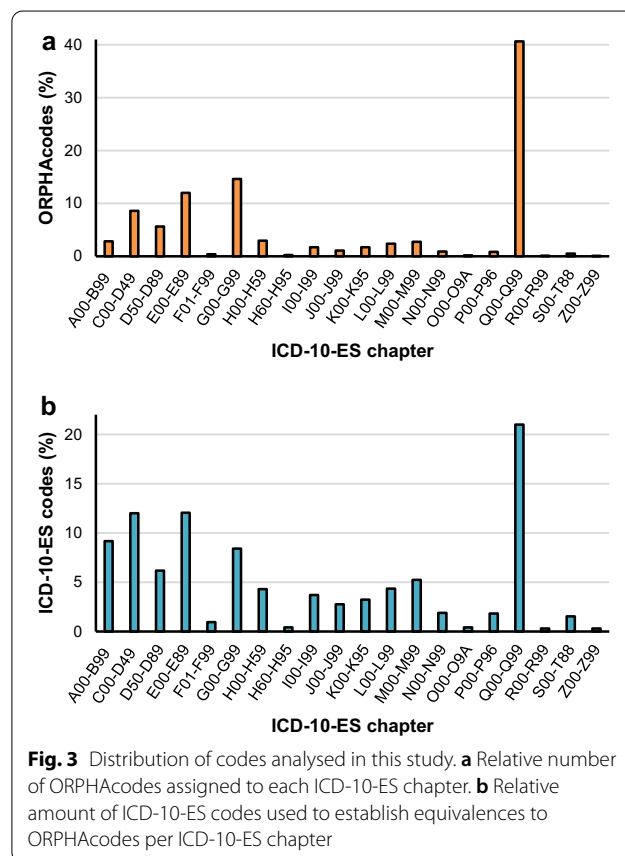 a
ORPHAcodes (%)
40
30
20
10
0
A00-B99
C00-D49
D50-D89
E00-E89
F01-F99
G00-G99
H00-H59
H60-H95
I00-I99
J00-J99
K00-K95
L00-L99
M00-M99
N00-N99
O00-O9A
P00-P96
Q00-Q99
R00-R99
S00-T88
Z00-Z99
ICD-10-ES chapter
b
ICD-10-ES codes (%)
20
15
10
5
0
A00-B99
C00-D49
D50-D89
E00-E89
F01-F99
G00-G99
H00-H59
H60-H95
I00-I99
J00-J99
K00-K95
L00-L99
M00-M99
N00-N99
O00-O9A
P00-P96
Q00-Q99
R00-R99
S00-T88
Z00-Z99
ICD-10-ES chapter
Fig. 3 Distribution of codes analysed in this study. a Relative number
of ORPHAcodes assigned to each ICD-10-ES chapter. b Relative
amount of ICD-10-ES codes used to establish equivalences to
ORPHAcodes per ICD-10-ES chapter